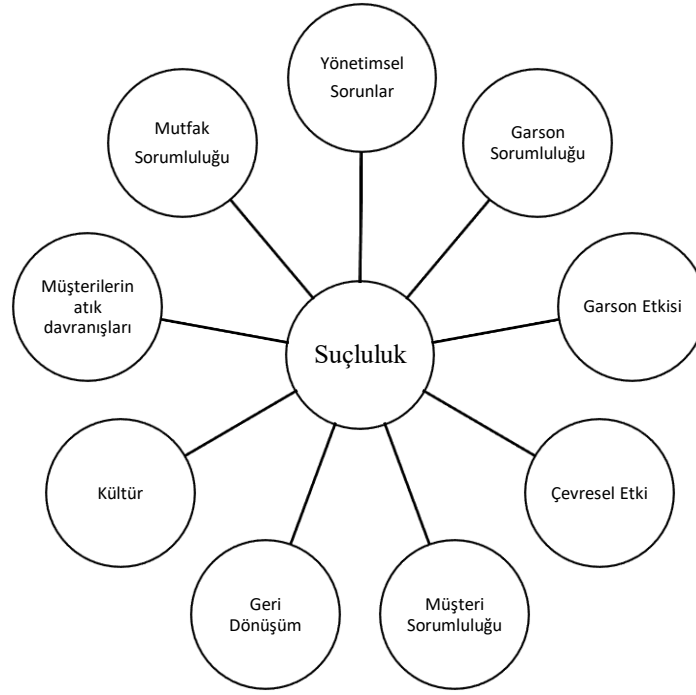 Yönetimsel
Sorunlar
Garson
Sorumluluğu
Garson Etkisi
Çevresel Etki
Müşteri
Sorumluluğu
Geri
Dönüşüm
Kültür
Müşterilerin
atık
davranışları
Mutfak
Sorumluluğu
Suçluluk